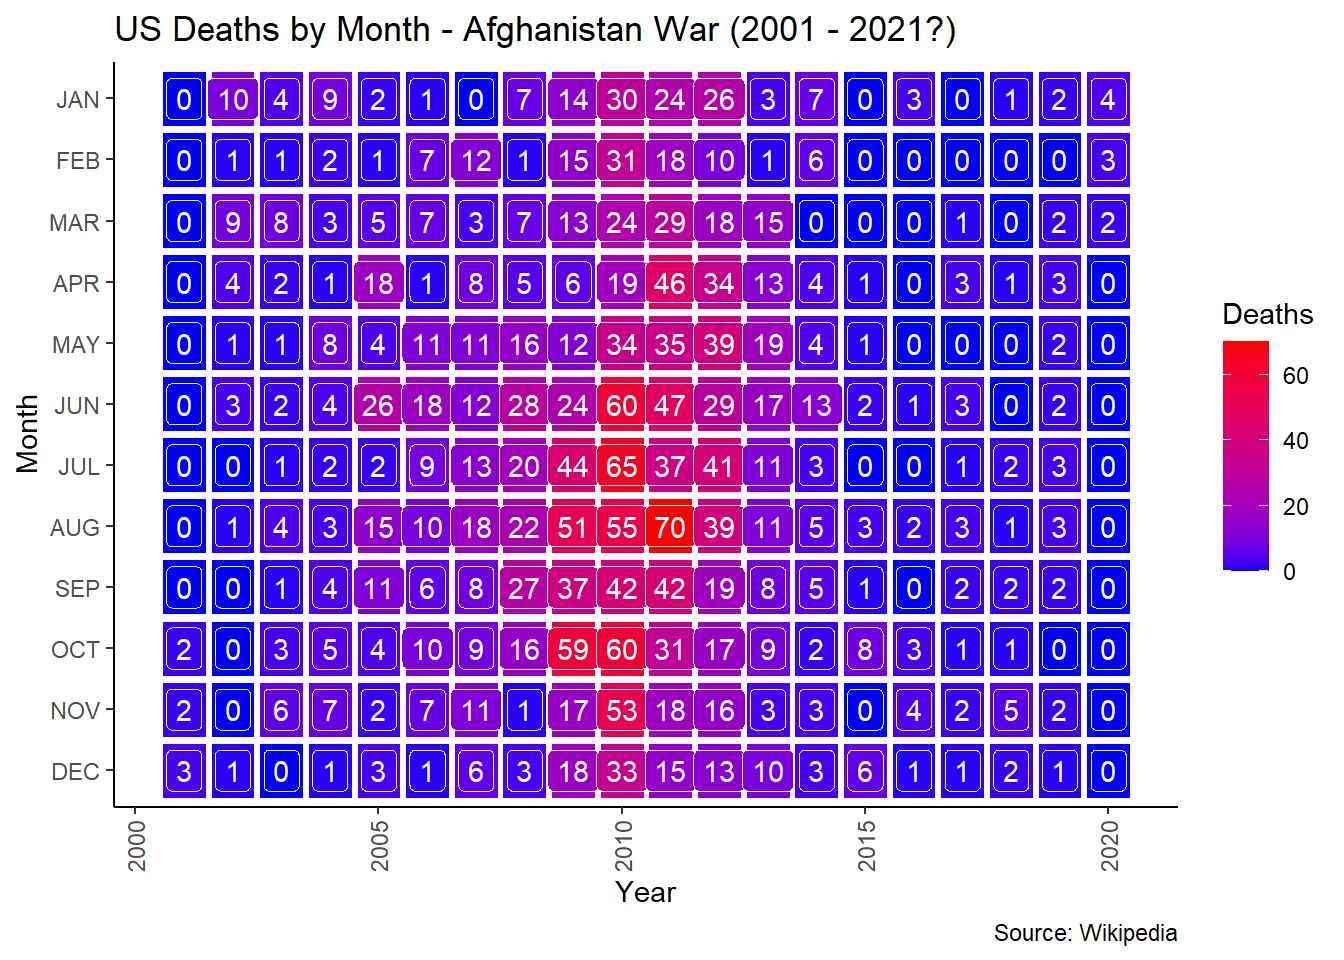 US Deaths by Month - Afghanistan War (2001 - 2021?)
JAN 0 10 4 9 2 1 0 7 14 30 24 26 3 7 0 3 0 1 2 4
FEB 0 1 1 2 1 7 12 1 15 31 18 10 1 6 0 0 0 0 0 3
MAR 0 9 8 3 5 7 3 7 13 24 29 18 15 0 0 0 1 0 2 2
APR 0 4 2 1 18 1 8 5 6 19 46 34 13 4 1 0 3 1 3 0
MAY 0 1 1 8 4 11 11 16 12 34 35 39 19 4 1 0 0 0 2 0
JUN 0 3 2 4 26 18 12 28 24 60 47 29 17 13 2 1 3 0 2 0
JUL 0 0 1 2 2 9 13 20 44 65 37 41 11 3 0 0 1 2 3 0
AUG 0 1 4 3 15 10 18 22 51 55 70 39 11 5 3 2 3 1 3 0
SEP 0 0 1 4 11 6 8 27 37 42 42 19 8 5 1 0 2 2 2 0
OCT 2 0 3 5 4 10 9 16 59 60 31 17 9 2 8 3 1 1 0 0
NOV 2 0 6 7 2 7 11 1 17 53 18 16 3 3 0 4 2 5 2 0
DEC 3 1 0 1 3 1 6 3 18 33 15 13 10 3 6 1 1 2 1 0
Month
2000 2005 2010 2015 2020
Year
Deaths
60
40
20
0
Source: Wikipedia